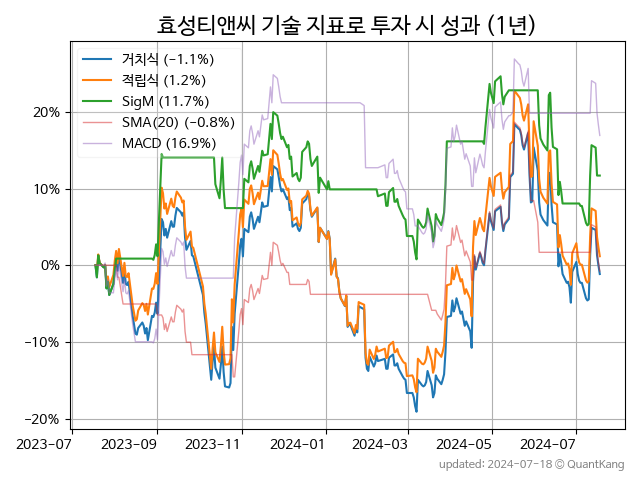 효성티앤씨 기술 지표로 투자 시 성과 (1년)
거치식 (−1.1%)
적립식 (1.2%)
SigM (11.7%)
SMA(20) (−0.8%)
MACD (16.9%)
20%
10%
0%
−10%
−20%
2023-07 2023-09 2023-11 2024-01 2024-03 2024-05 2024-07
updated: 2024-07-18 © QuantKang